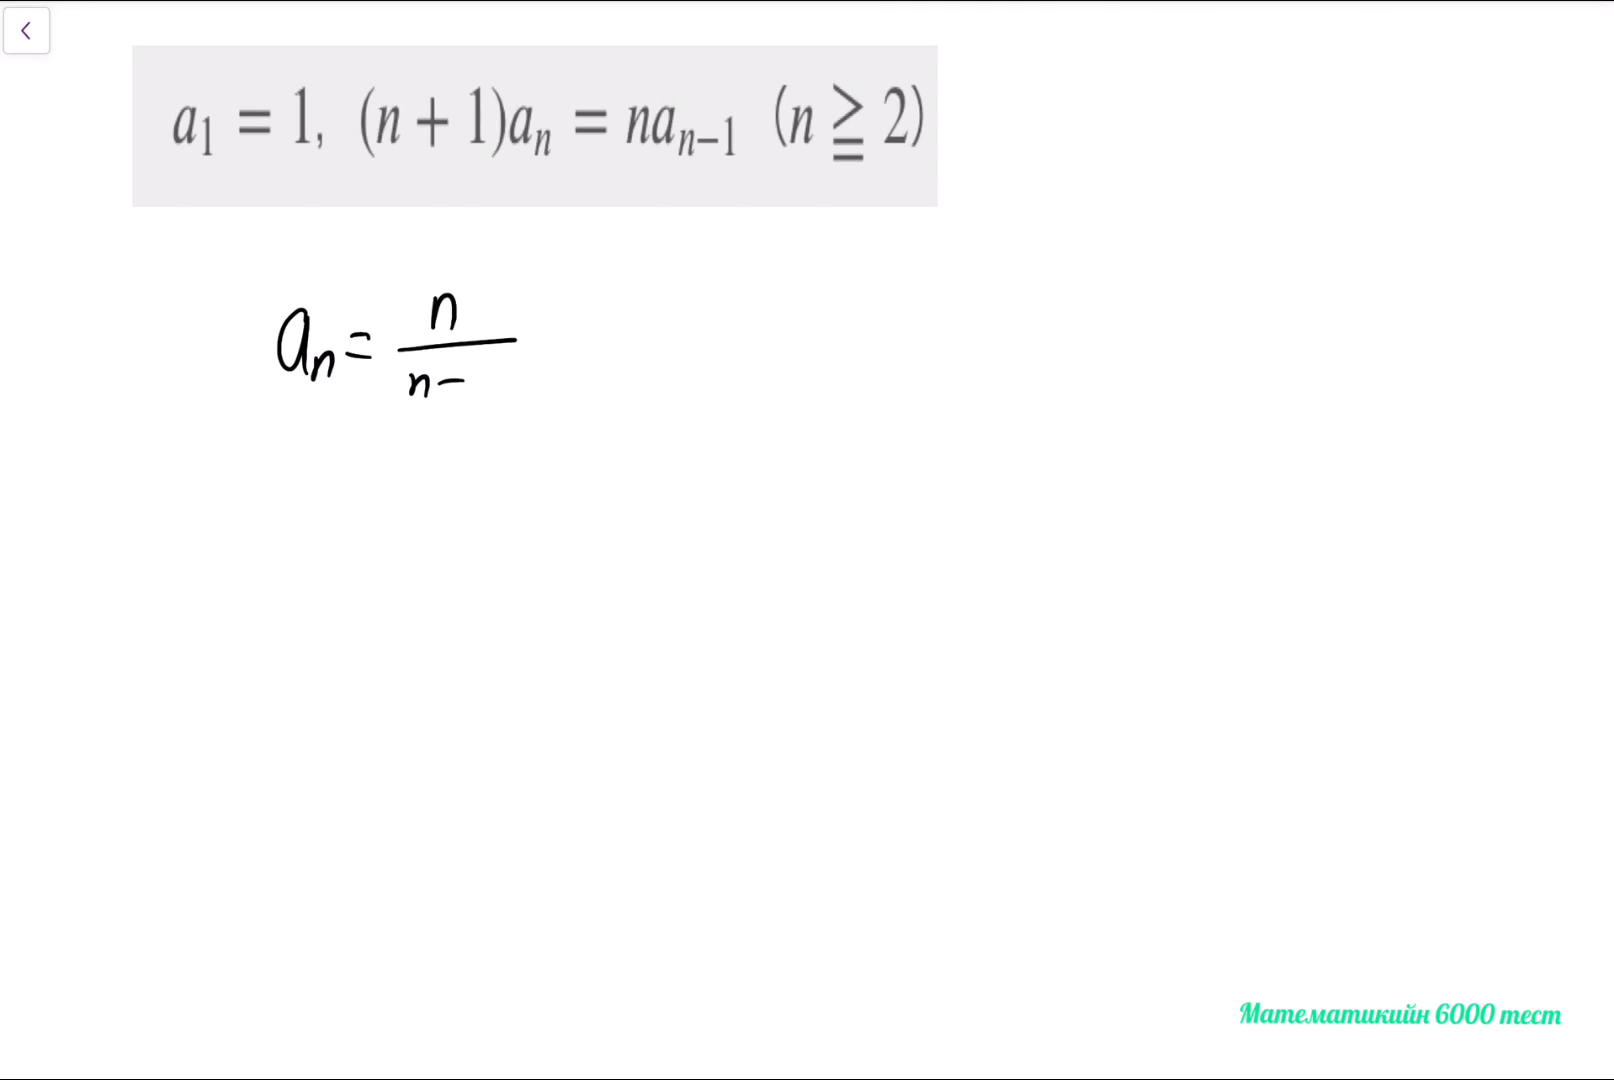 a₁ = 1, (n + 1)aₙ = naₙ₋₁ (n ≧ 2)
aₙ = n/(n−
Математикийн 6000 тест